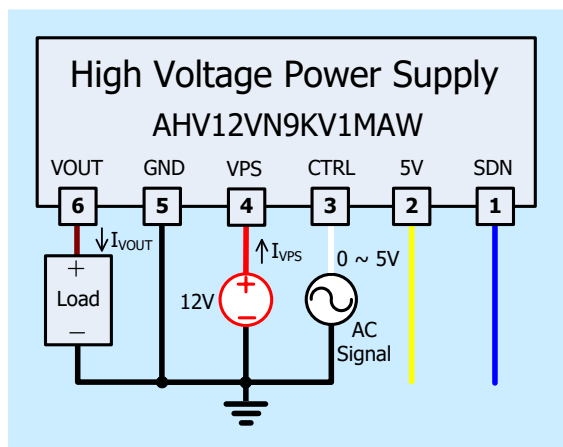 High Voltage Power Supply
AHV12VN9KV1MAW
VOUT GND VPS CTRL 5V SDN
6 5 4 3 2 1
IVOUT IVPS 0 ~ 5V
+ +
Load 12V
− −
AC
Signal